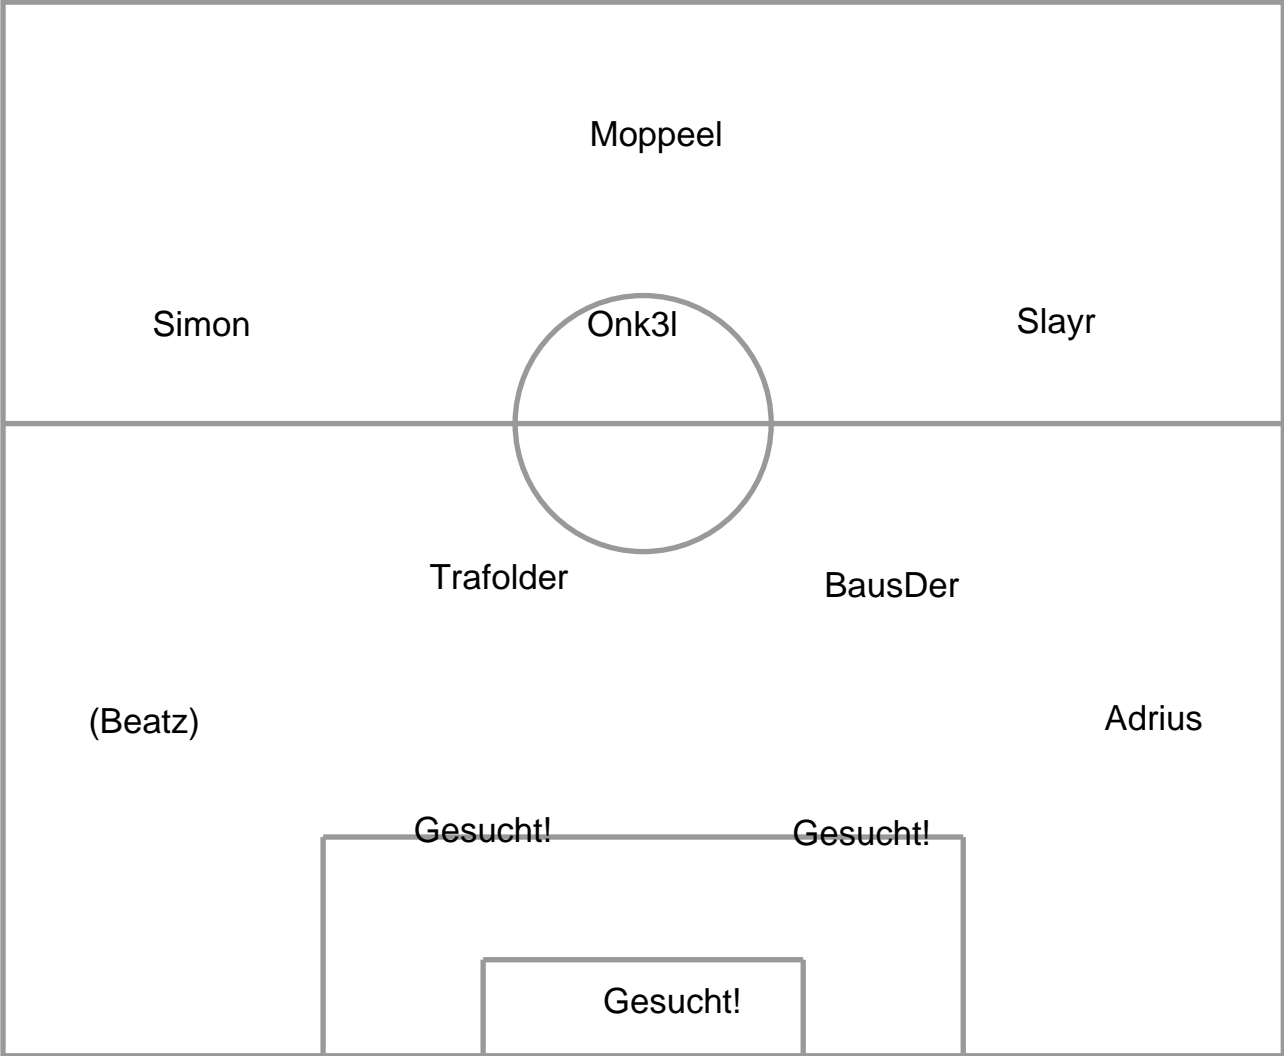 Moppeel
Simon
Onk3l
Slayr
Trafolder
BausDer
(Beatz)
Adrius
Gesucht!
Gesucht!
Gesucht!